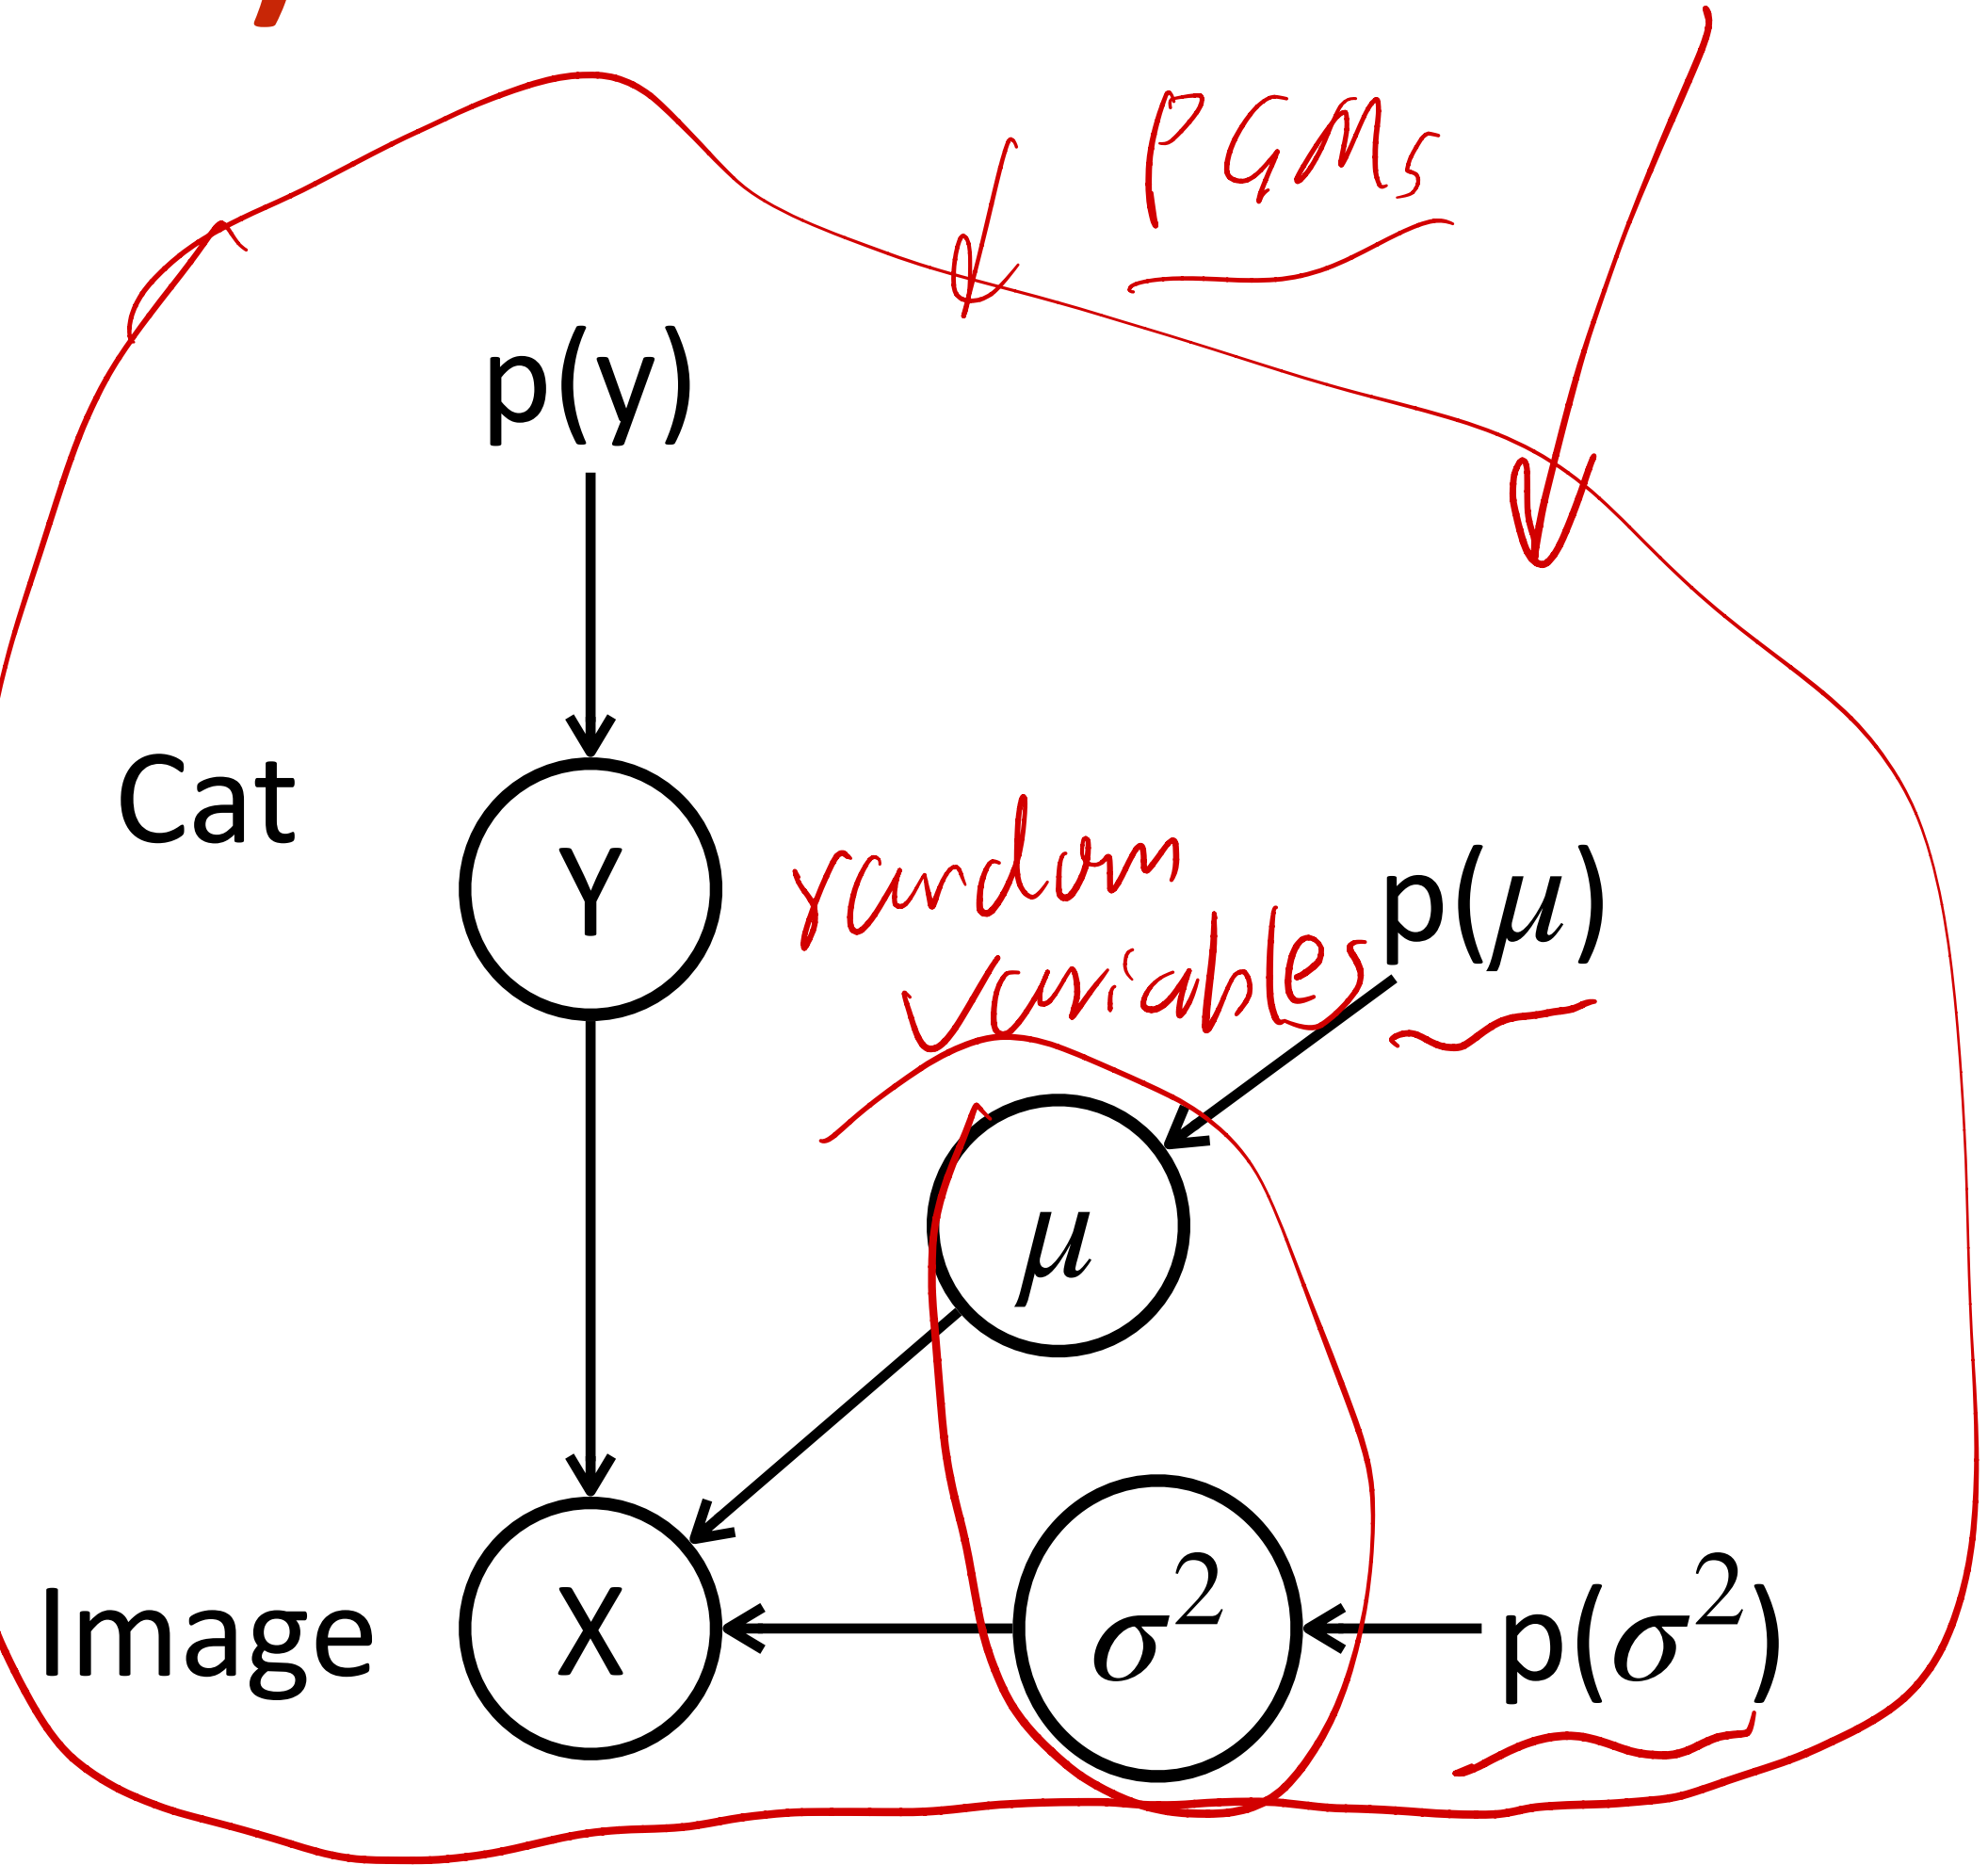 PGMs
p(y)
Cat
Y
random
variables
p(μ)
μ
Image
X
σ²
p(σ²)